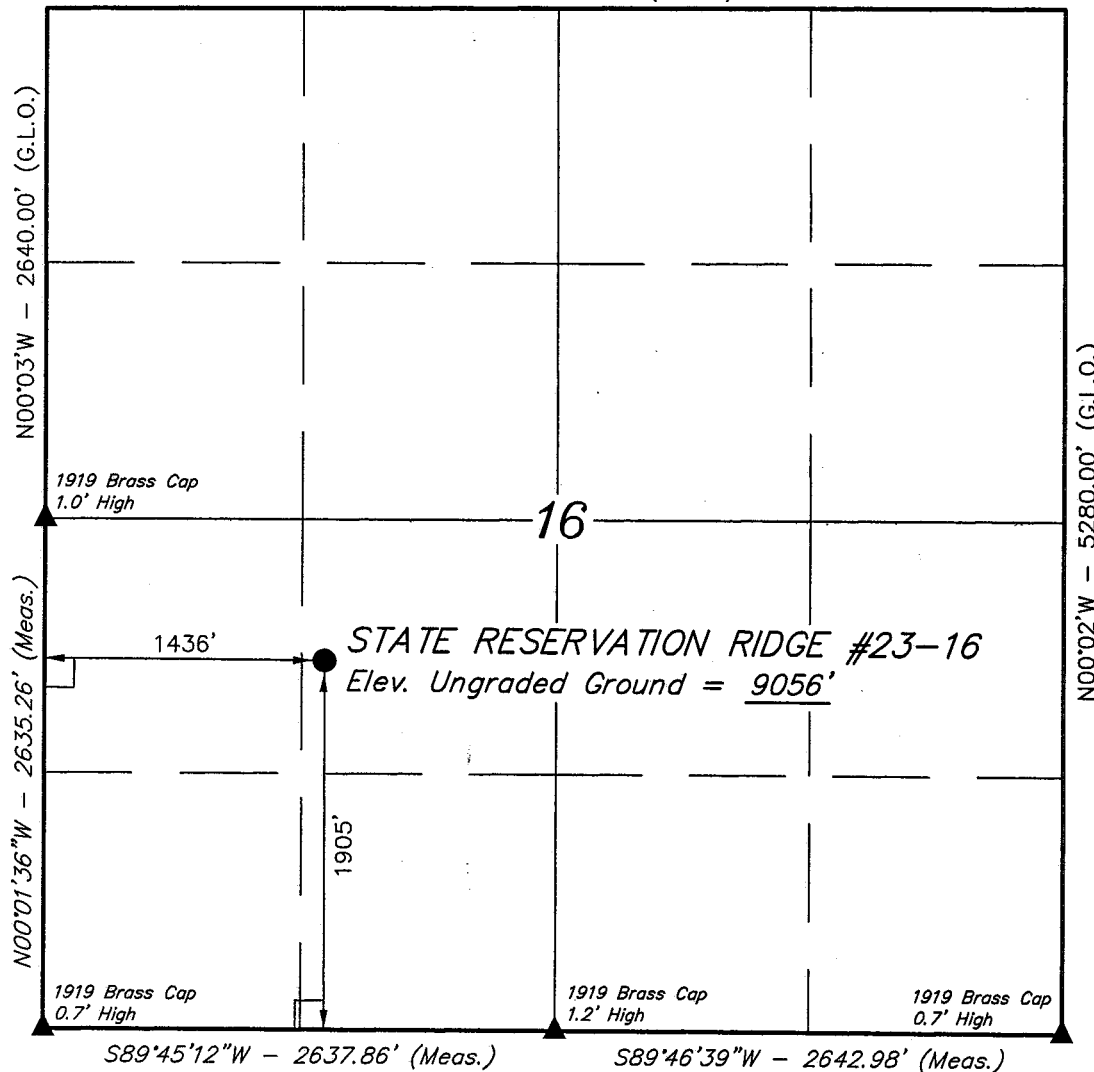 N00°03'W – 2640.00' (G.L.O.)
1919 Brass Cap
1.0' High
16
N00°02'W – 5280.00' (G.L.O.)
1436'
STATE RESERVATION RIDGE #23-16
Elev. Ungraded Ground = 9056'
N00°01'36"W – 2635.26' (Meas.)
1905'
1919 Brass Cap
0.7' High
1919 Brass Cap
1.2' High
1919 Brass Cap
0.7' High
S89°45'12"W – 2637.86' (Meas.)
S89°46'39"W – 2642.98' (Meas.)